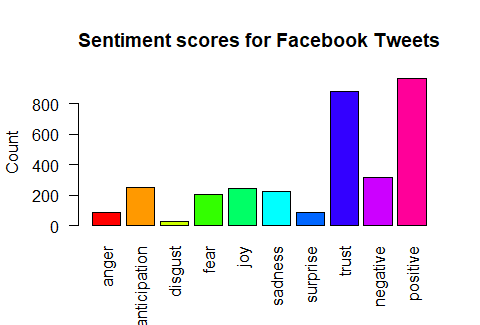 Sentiment scores for Facebook Tweets
Count
800
600
400
200
0
anger
anticipation
disgust
fear
joy
sadness
surprise
trust
negative
positive